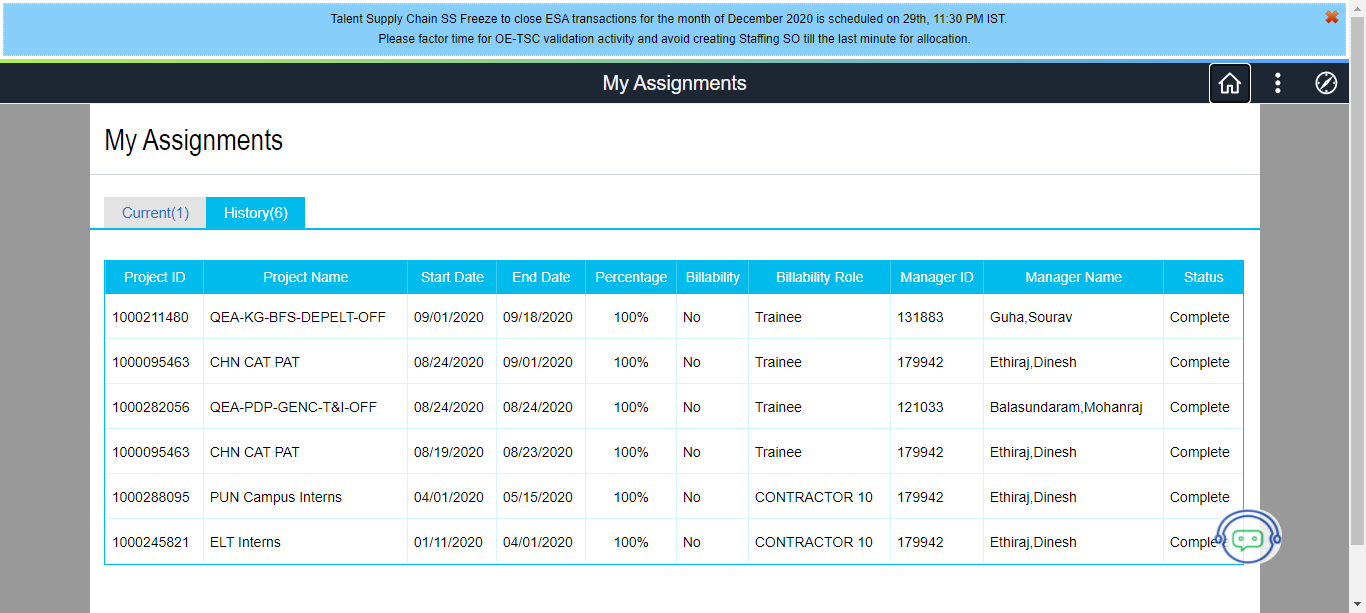 Talent Supply Chain SS Freeze to close ESA transactions for the month of December 2020 is scheduled on 29th, 11:30 PM IST.
Please factor time for OE-TSC validation activity and avoid creating Staffing SO till the last minute for allocation.
My Assignments
My Assignments
Current(1) History(6)
Project ID Project Name Start Date End Date Percentage Billability Billability Role Manager ID Manager Name Status
1000211480 QEA-KG-BFS-DEPELT-OFF 09/01/2020 09/18/2020 100% No Trainee 131883 Guha,Sourav Complete
1000095463 CHN CAT PAT 08/24/2020 09/01/2020 100% No Trainee 179942 Ethiraj,Dinesh Complete
1000282056 QEA-PDP-GENC-T&I-OFF 08/24/2020 08/24/2020 100% No Trainee 121033 Balasundaram,Mohanraj Complete
1000095463 CHN CAT PAT 08/19/2020 08/23/2020 100% No Trainee 179942 Ethiraj,Dinesh Complete
1000288095 PUN Campus Interns 04/01/2020 05/15/2020 100% No CONTRACTOR 10 179942 Ethiraj,Dinesh Complete
1000245821 ELT Interns 01/11/2020 04/01/2020 100% No CONTRACTOR 10 179942 Ethiraj,Dinesh